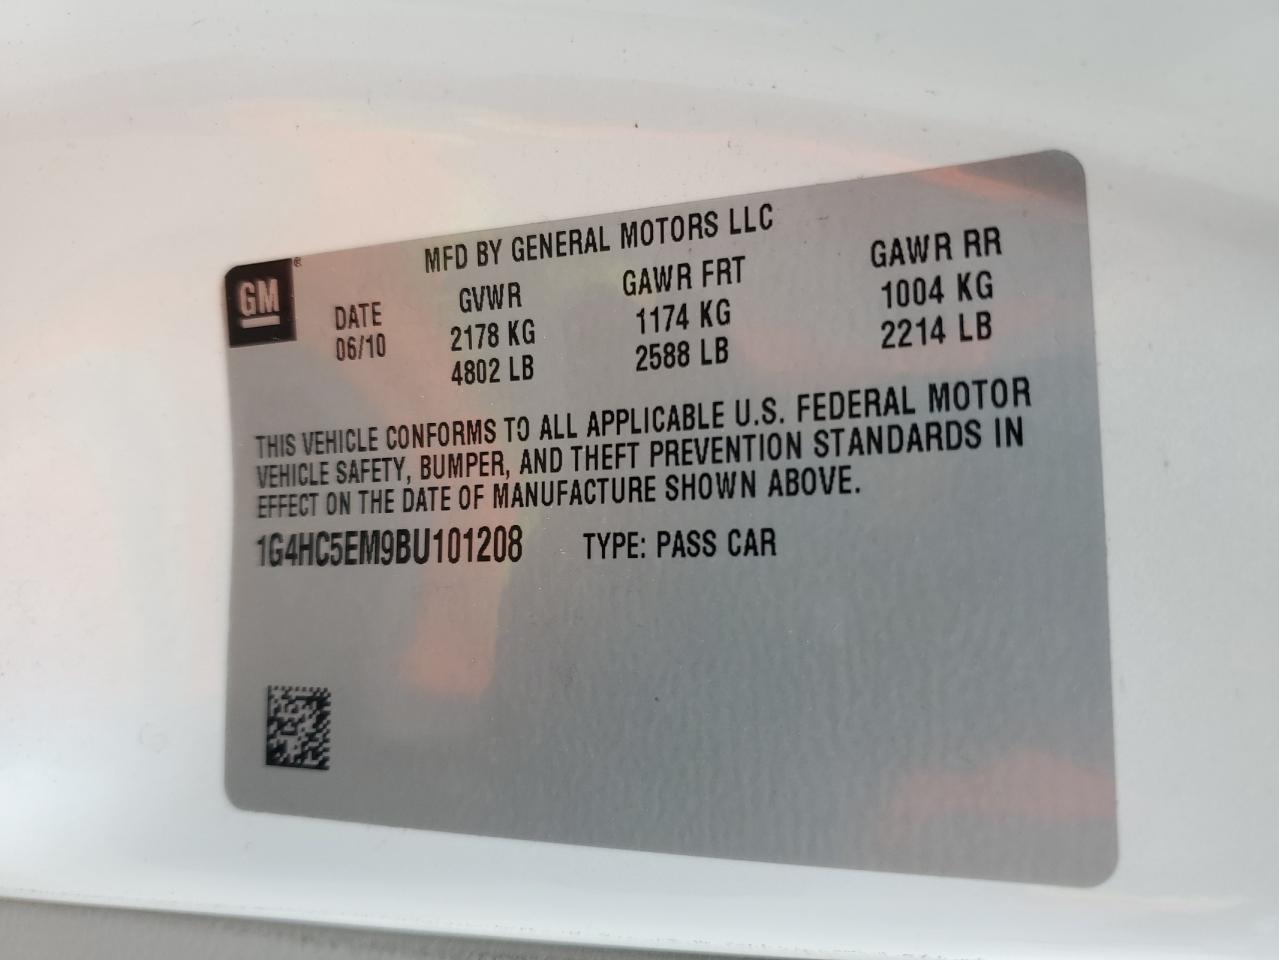 GM®
MFD BY GENERAL MOTORS LLC
DATE GVWR GAWR FRT GAWR RR
06/10 2178 KG 1174 KG 1004 KG
4802 LB 2588 LB 2214 LB
THIS VEHICLE CONFORMS TO ALL APPLICABLE U.S. FEDERAL MOTOR
VEHICLE SAFETY, BUMPER, AND THEFT PREVENTION STANDARDS IN
EFFECT ON THE DATE OF MANUFACTURE SHOWN ABOVE.
1G4HC5EM9BU101208 TYPE: PASS CAR